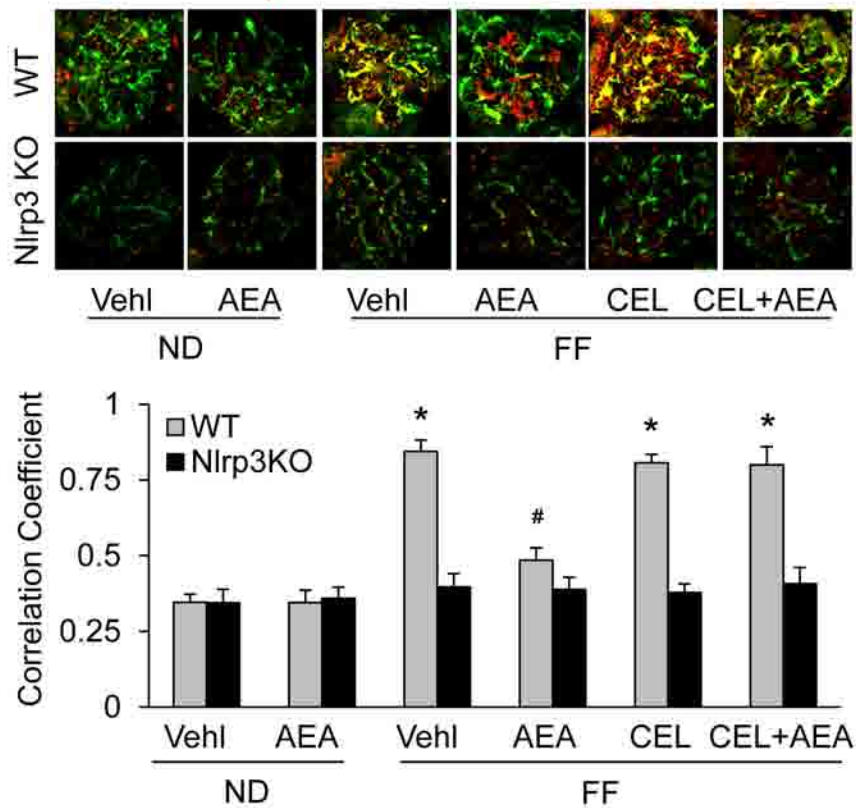 WT
Nlrp3 KO
Vehl AEA Vehl AEA CEL CEL+AEA
ND FF
Correlation Coefficient
1
0.75
0.5
0.25
0
WT
Nlrp3KO
* # * *
Vehl AEA Vehl AEA CEL CEL+AEA
ND FF